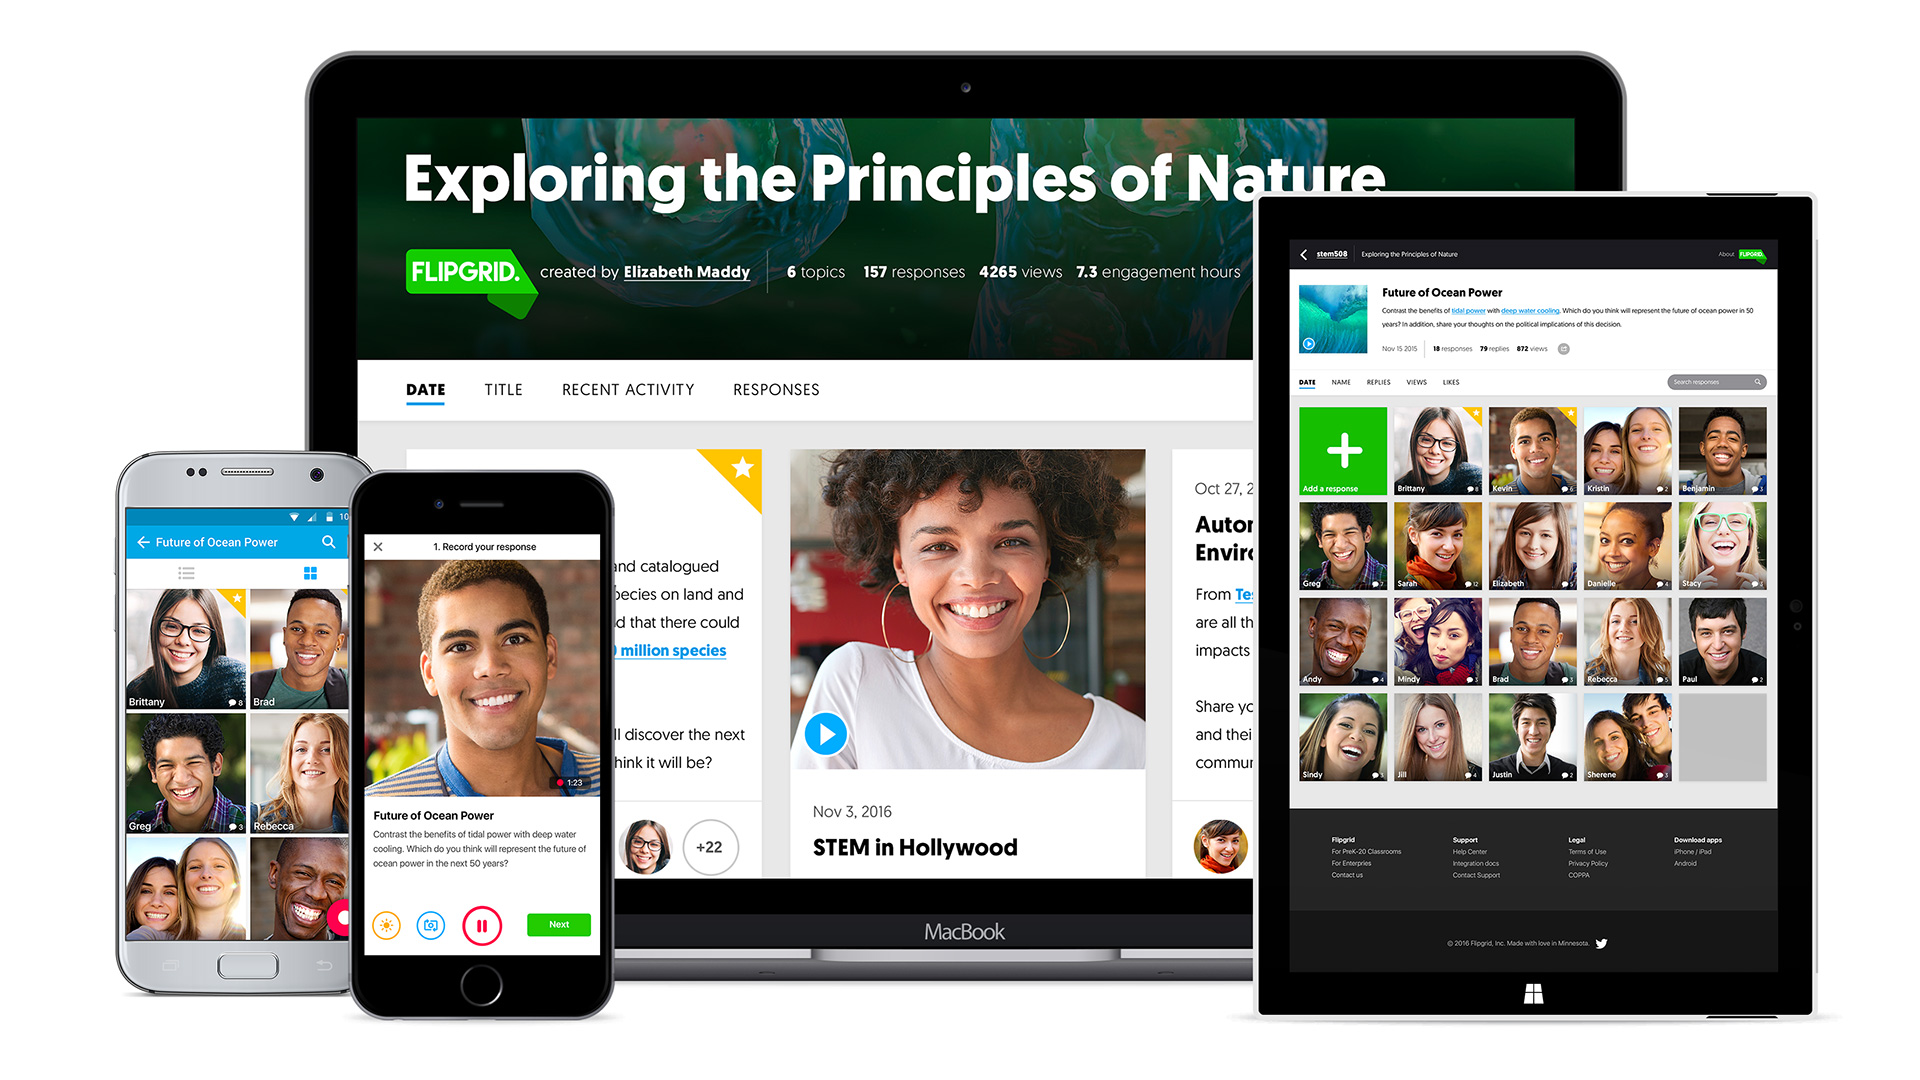 Exploring the Principles of Nature
FLIPGRID.
created by Elizabeth Maddy
6 topics 157 responses 4265 views 7.3 engagement hours
DATE TITLE RECENT ACTIVITY RESPONSES
and catalogued
species on land and
d that there could
million species
ll discover the next
hink it will be?
+22
Nov 3, 2016
STEM in Hollywood
Oct 27, 2
Auto
Enviro
From Te
are all th
impacts
Share yo
and thei
commun
MacBook
10
Future of Ocean Power
Brittany 8
Brad
Greg 3
Rebecca
1. Record your response
1:23
Future of Ocean Power
Contrast the benefits of tidal power with deep water
cooling. Which do you think will represent the future of
ocean power in the next 50 years?
Next
stem508 Exploring the Principles of Nature About FLIPGRID.
Future of Ocean Power
Contrast the benefits of tidal power with deep water cooling. Which do you think will represent the future of ocean power in 50
years? In addition, share your thoughts on the political implications of this decision.
Nov 15 2015 18 responses 79 replies 872 views
DATE NAME REPLIES VIEWS LIKES Search responses
Add a response Brittany 8 Kevin 6 Kristin 2 Benjamin 3
Greg 7 Sarah 12 Elizabeth 5 Danielle 4 Stacy
Andy 4 Mindy 3 Brad 3 Rebecca 5 Paul 2
Sindy 3 Jill 4 Justin 2 Sherene 3
Flipgrid Support Legal Download apps
For PreK-20 Classrooms Help Center Terms of Use iPhone / iPad
For Enterpries Integration docs Privacy Policy Android
Contact us Contact Support COPPA
© 2016 Flipgrid, Inc. Made with love in Minnesota.